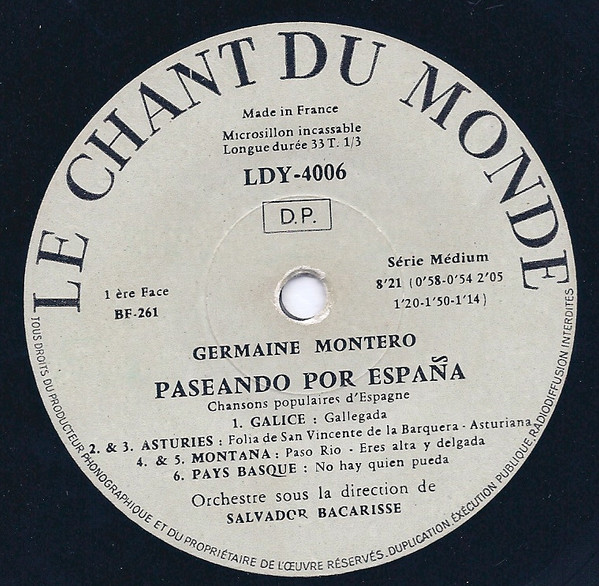 LE CHANT DU MONDE
Made in France
Microsillon incassable
Longue durée 33 T. 1/3
LDY-4006
D.P.
Série Médium
8'21 (0'58-0'54 2'05
1'20-1'50-1'14)
1 ère Face
BF-261
GERMAINE MONTERO
PASEANDO POR ESPAÑA
Chansons populaires d'Espagne
1. GALICE : Gallegada
2. & 3. ASTURIES : Folia de San Vincente de la Barquera - Asturiana
4. & 5. MONTANA : Paso Rio - Eres alta y delgada
6. PAYS BASQUE : No hay quien pueda
Orchestre sous la direction de
SALVADOR BACARISSE
TOUS DROITS DU PRODUCTEUR PHONOGRAPHIQUE ET DU PROPRIÉTAIRE DE L'ŒUVRE RÉSERVÉS. DUPLICATION, EXÉCUTION PUBLIQUE, RADIODIFFUSION INTERDITES